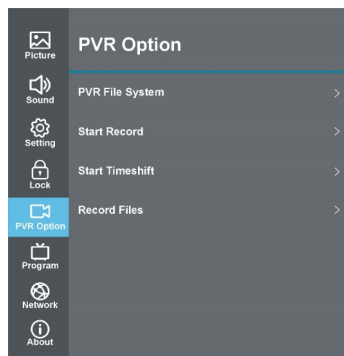 Picture
Sound
Setting
Lock
PVR Option
Program
Network
About
PVR Option
PVR File System
Start Record
Start Timeshift
Record Files